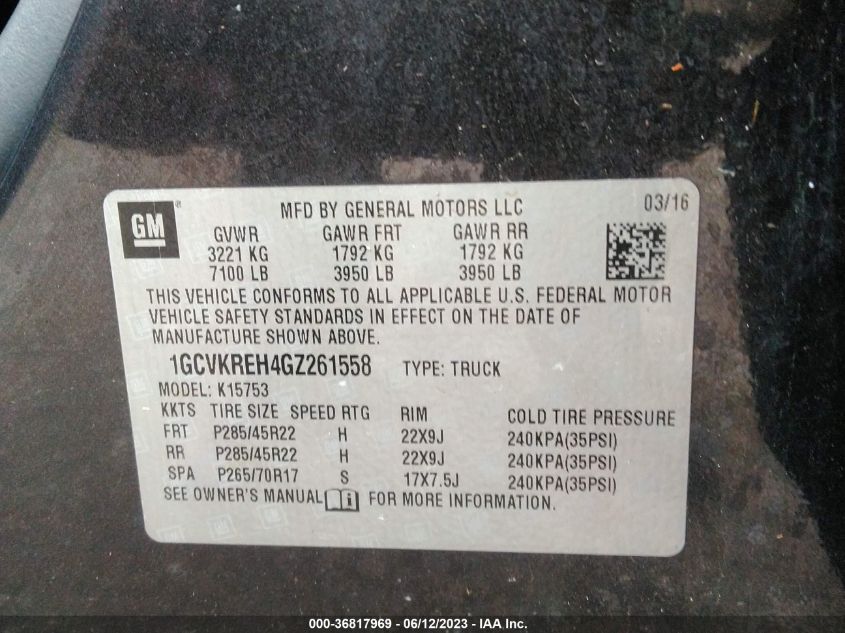 GM
MFD BY GENERAL MOTORS LLC 03/16
GVWR GAWR FRT GAWR RR
3221 KG 1792 KG 1792 KG
7100 LB 3950 LB 3950 LB
THIS VEHICLE CONFORMS TO ALL APPLICABLE U.S. FEDERAL MOTOR
VEHICLE SAFETY STANDARDS IN EFFECT ON THE DATE OF
MANUFACTURE SHOWN ABOVE.
1GCVKREH4GZ261558 TYPE: TRUCK
MODEL: K15753
KKTS TIRE SIZE SPEED RTG RIM COLD TIRE PRESSURE
FRT P285/45R22 H 22X9J 240KPA(35PSI)
RR P285/45R22 H 22X9J 240KPA(35PSI)
SPA P265/70R17 S 17X7.5J 240KPA(35PSI)
SEE OWNER'S MANUAL FOR MORE INFORMATION.
000-36817969 - 06/12/2023 - IAA Inc.